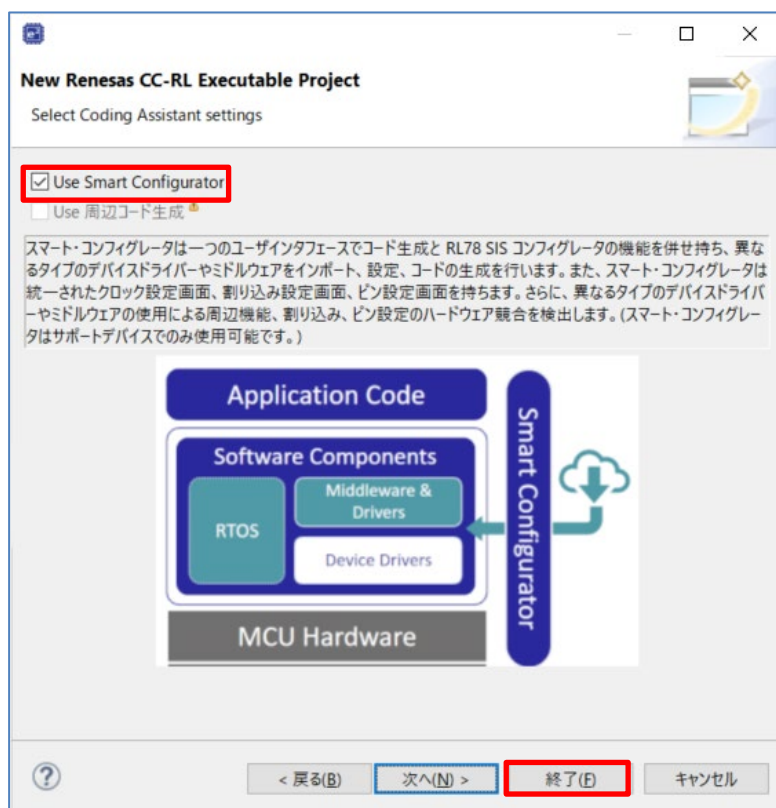 New Renesas CC-RL Executable Project
Select Coding Assistant settings
Use Smart Configurator
Use 周辺コード生成
スマート・コンフィグレータは一つのユーザインタフェースでコード生成と RL78 SIS コンフィグレータの機能を併せ持ち、異な
るタイプのデバイスドライバーやミドルウェアをインポート、設定、コードの生成を行います。また、スマート・コンフィグレータは
統一されたクロック設定画面、割り込み設定画面、ピン設定画面を持ちます。さらに、異なるタイプのデバイスドライバ
ーやミドルウェアの使用による周辺機能、割り込み、ピン設定のハードウェア競合を検出します。(スマート・コンフィグレー
タはサポートデバイスでのみ使用可能です。)
Application Code
Software Components
RTOS
Middleware &
Drivers
Device Drivers
MCU Hardware
Smart Configurator
< 戻る(B)
次へ(N) >
終了(F)
キャンセル